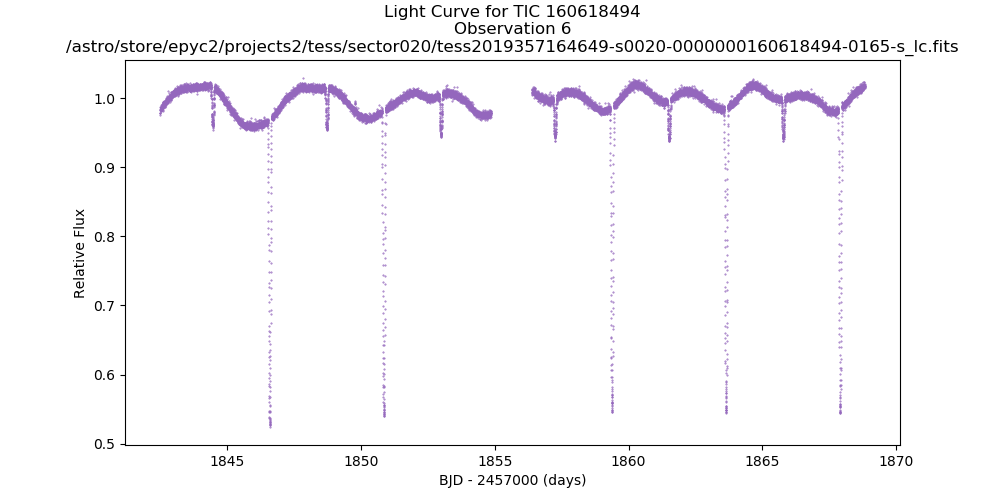 Light Curve for TIC 160618494
Observation 6
/astro/store/epyc2/projects2/tess/sector020/tess2019357164649-s0020-0000000160618494-0165-s_lc.fits
1.0
0.9
0.8
0.7
0.6
0.5
Relative Flux
1845
1850
1855
1860
1865
1870
BJD - 2457000 (days)